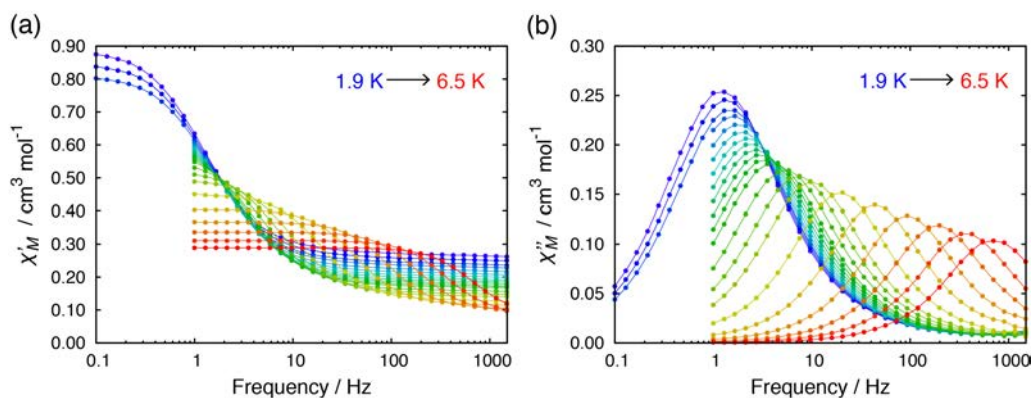 (a)
0.90
0.80
0.70
0.60
0.50
0.40
0.30
0.20
0.10
0.00
χ′M / cm³ mol⁻¹
1.9 K → 6.5 K
0.1 1 10 100 1000
Frequency / Hz
(b)
0.30
0.25
0.20
0.15
0.10
0.05
0.00
χ″M / cm³ mol⁻¹
1.9 K → 6.5 K
0.1 1 10 100 1000
Frequency / Hz